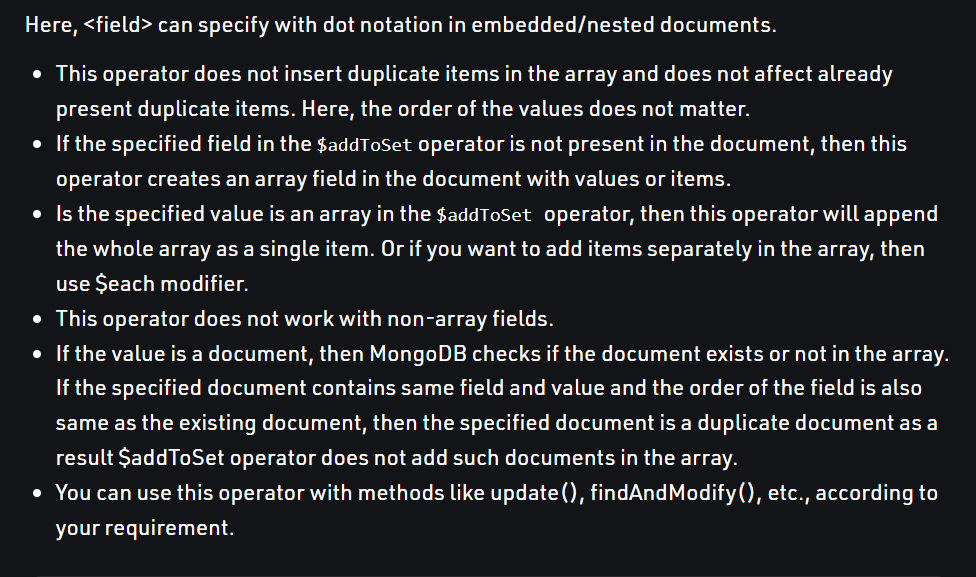 Here, <field> can specify with dot notation in embedded/nested documents.
• This operator does not insert duplicate items in the array and does not affect already
present duplicate items. Here, the order of the values does not matter.
• If the specified field in the $addToSet operator is not present in the document, then this
operator creates an array field in the document with values or items.
• Is the specified value is an array in the $addToSet operator, then this operator will append
the whole array as a single item. Or if you want to add items separately in the array, then
use $each modifier.
• This operator does not work with non-array fields.
• If the value is a document, then MongoDB checks if the document exists or not in the array.
If the specified document contains same field and value and the order of the field is also
same as the existing document, then the specified document is a duplicate document as a
result $addToSet operator does not add such documents in the array.
• You can use this operator with methods like update(), findAndModify(), etc., according to
your requirement.